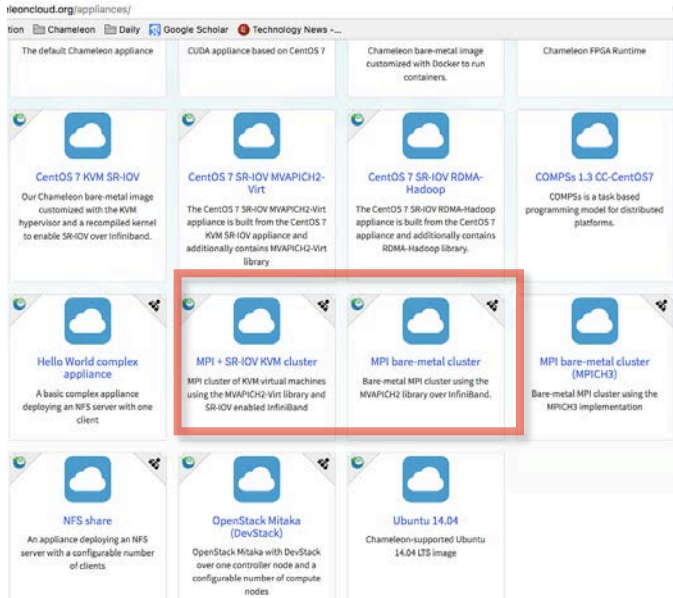 eleoncloud.org/appliances/
tion Chameleon Daily Google Scholar Technology News -...
The default Chameleon appliance
CUDA appliance based on CentOS 7
Chameleon bare-metal image
customized with Docker to run
containers.
Chameleon FPGA Runtime
CentOS 7 KVM SR-IOV
Our Chameleon bare-metal image
customized with the KVM
hypervisor and a recompiled kernel
to enable SR-IOV over Infiniband.
CentOS 7 SR-IOV MVAPICH2-
Virt
The CentOS 7 SR-IOV MVAPICH2-Virt
appliance is built from the CentOS 7
KVM SR-IOV appliance and
additionally contains MVAPICH2-Virt
library
CentOS 7 SR-IOV RDMA-
Hadoop
The CentOS 7 SR-IOV RDMA-Hadoop
appliance is built from the CentOS 7
appliance and additionally contains
RDMA-Hadoop library.
COMPSs 1.3 CC-CentOS7
COMPSs is a task based
programming model for distributed
platforms.
Hello World complex
appliance
A basic complex appliance
deploying an NFS server with one
client
MPI + SR-IOV KVM cluster
MPI cluster of KVM virtual machines
using the MVAPICH2-Virt library and
SR-IOV enabled InfiniBand
MPI bare-metal cluster
Bare-metal MPI cluster using the
MVAPICH2 library over InfiniBand.
MPI bare-metal cluster
(MPICH3)
Bare-metal MPI cluster using the
MPICH3 implementation
NFS share
An appliance deploying an NFS
server with a configurable number
of clients
OpenStack Mitaka
(DevStack)
OpenStack Mitaka with DevStack
over one controller node and a
configurable number of compute
nodes
Ubuntu 14.04
Chameleon-supported Ubuntu
14.04 LTS image